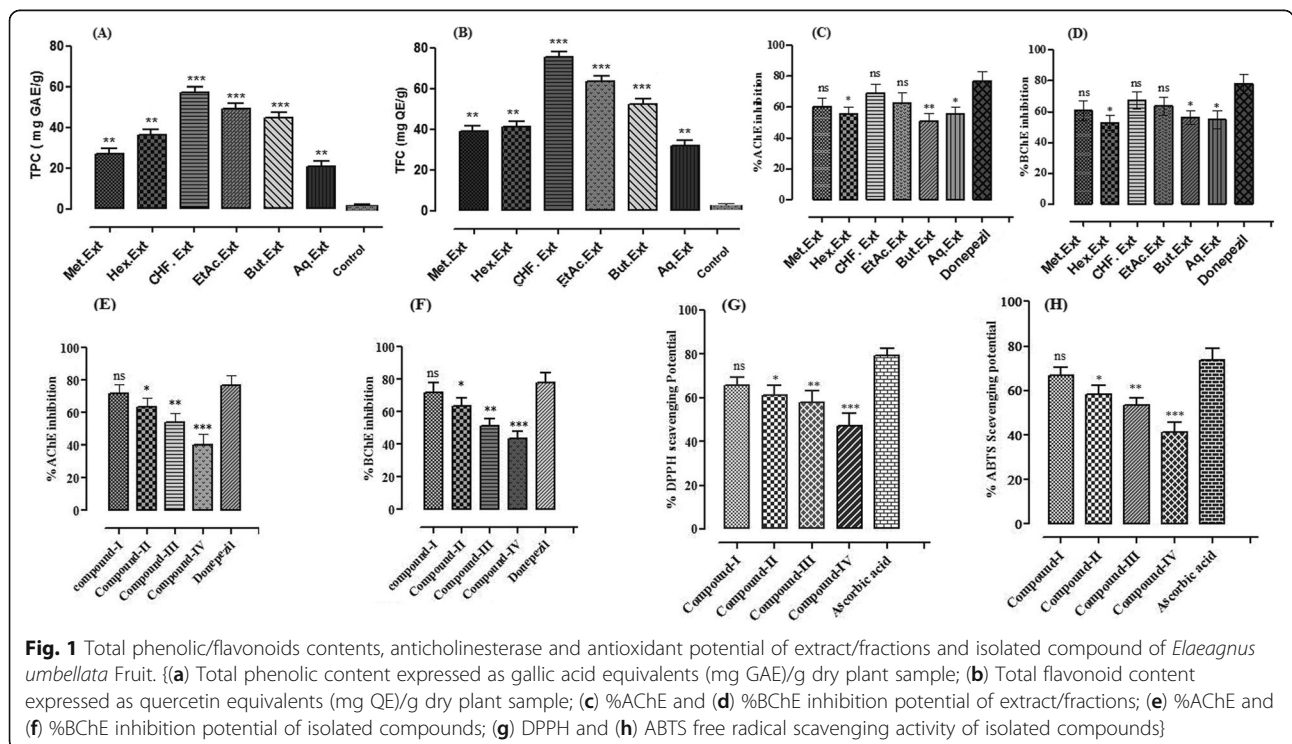 (A)
TPC ( mg GAE/g)
80
60
40
20
0
**
**
***
***
***
**
Met.Ext
Hex.Ext
CHF. Ext
EtAc.Ext
But.Ext
Aq.Ext
Control
(B)
TFC (mg QE/g)
80
60
40
20
0
**
**
***
***
***
**
Met.Ext
Hex.Ext
CHF. Ext
EtAc.Ext
But.Ext
Aq.Ext
Control
(C)
%AChE inhibition
100
80
60
40
20
0
ns
*
ns
ns
**
*
Met.Ext
Hex.Ext
CHF. Ext
EtAc.Ext
But.Ext
Aq.Ext
Donepezil
(D)
%BChE inhibition
100
80
60
40
20
0
ns
*
ns
ns
*
*
Met.Ext
Hex.Ext
CHF. Ext
EtAc.Ext
But.Ext
Aq.Ext
Donepezil
(E)
% AChE inhibition
100
80
60
40
20
0
ns
*
**
***
compound-I
Compound-II
Compound-III
Compound-IV
Donepezil
(F)
% BChE inhibition
100
80
60
40
20
0
ns
*
**
***
compound-I
Compound-II
Compound-III
Compound-IV
Donepezil
(G)
% DPPH scavenging Potential
100
80
60
40
20
0
ns
*
**
***
Compound-I
Compound-II
Compound-III
Compound-IV
Ascorbic acid
(H)
% ABTS Scevenging potential
100
80
60
40
20
0
ns
*
**
***
Compound-I
Compound-II
Compound-III
Compound-IV
Ascorbic acid
Fig. 1 Total phenolic/flavonoids contents, anticholinesterase and antioxidant potential of extract/fractions and isolated compound of Elaeagnus
umbellata Fruit. {(a) Total phenolic content expressed as gallic acid equivalents (mg GAE)/g dry plant sample; (b) Total flavonoid content
expressed as quercetin equivalents (mg QE)/g dry plant sample; (c) %AChE and (d) %BChE inhibition potential of extract/fractions; (e) %AChE and
(f) %BChE inhibition potential of isolated compounds; (g) DPPH and (h) ABTS free radical scavenging activity of isolated compounds}